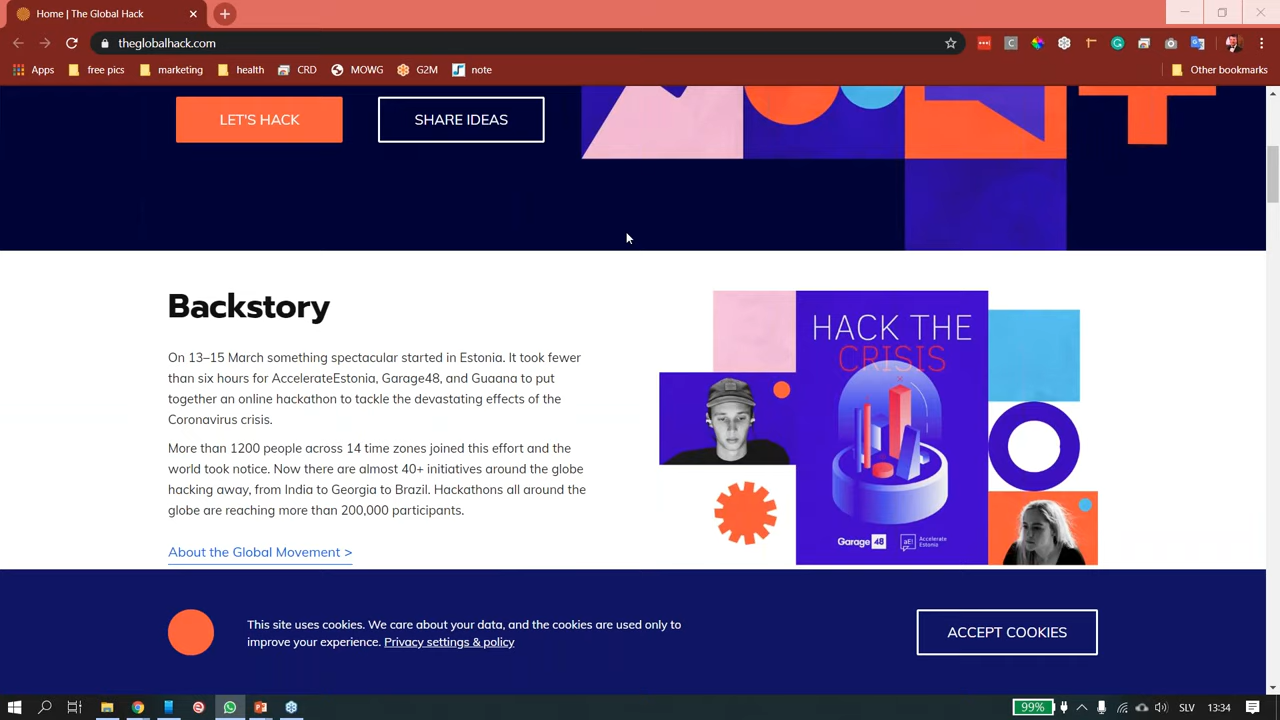 Home | The Global Hack
theglobalhack.com
Apps free pics marketing health CRD MOWG G2M note Other bookmarks
LET'S HACK
SHARE IDEAS
Backstory
On 13–15 March something spectacular started in Estonia. It took fewer
than six hours for AccelerateEstonia, Garage48, and Guaana to put
together an online hackathon to tackle the devastating effects of the
Coronavirus crisis.
More than 1200 people across 14 time zones joined this effort and the
world took notice. Now there are almost 40+ initiatives around the globe
hacking away, from India to Georgia to Brazil. Hackathons all around the
globe are reaching more than 200,000 participants.
About the Global Movement >
HACK THE
CRISIS
Garage 48
aE!
Accelerate
Estonia
This site uses cookies. We care about your data, and the cookies are used only to
improve your experience. Privacy settings & policy
ACCEPT COOKIES
99% SLV 13:34